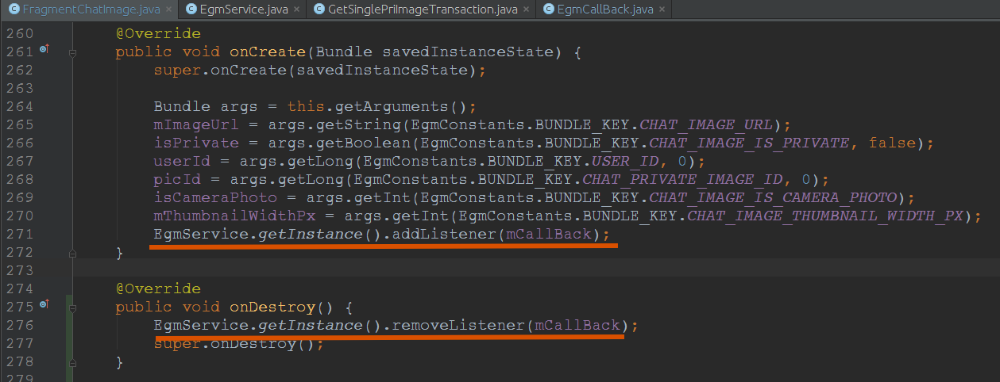 FragmentChatImage.java × EgmService.java × GetSinglePriImageTransaction.java × EgmCallBack.java ×
260 @Override
261 public void onCreate(Bundle savedInstanceState) {
262 super.onCreate(savedInstanceState);
263
264 Bundle args = this.getArguments();
265 mImageUrl = args.getString(EgmConstants.BUNDLE_KEY.CHAT_IMAGE_URL);
266 isPrivate = args.getBoolean(EgmConstants.BUNDLE_KEY.CHAT_IMAGE_IS_PRIVATE, false);
267 userId = args.getLong(EgmConstants.BUNDLE_KEY.USER_ID, 0);
268 picId = args.getLong(EgmConstants.BUNDLE_KEY.CHAT_PRIVATE_IMAGE_ID, 0);
269 isCameraPhoto = args.getInt(EgmConstants.BUNDLE_KEY.CHAT_IMAGE_IS_CAMERA_PHOTO);
270 mThumbnailWidthPx = args.getInt(EgmConstants.BUNDLE_KEY.CHAT_IMAGE_THUMBNAIL_WIDTH_PX);
271 EgmService.getInstance().addListener(mCallBack);
272 }
273
274 @Override
275 public void onDestroy() {
276 EgmService.getInstance().removeListener(mCallBack);
277 super.onDestroy();
278 }
279